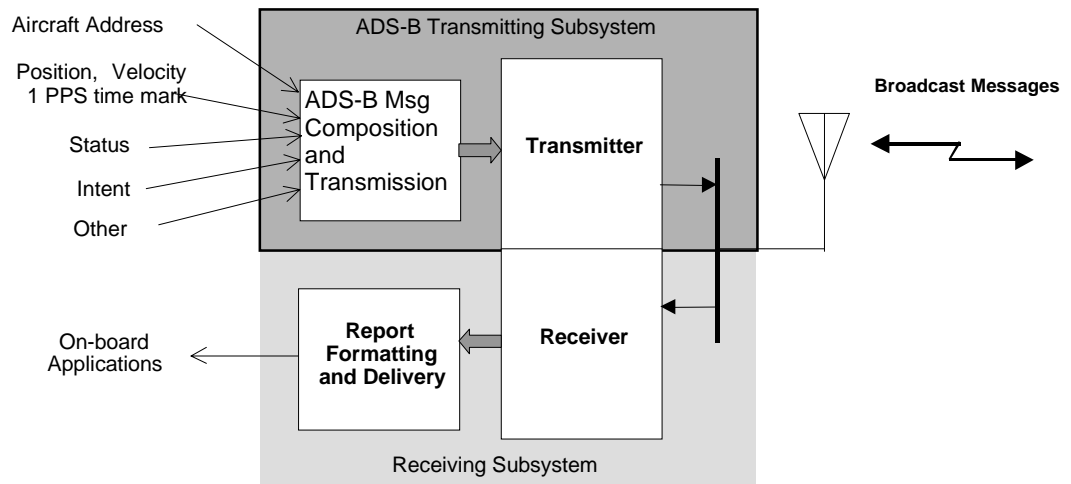 ADS-B Transmitting Subsystem
Aircraft Address
Position, Velocity
1 PPS time mark
Status
Intent
Other
ADS-B Msg
Composition
and
Transmission
Transmitter
Broadcast Messages
On-board
Applications
Report
Formatting
and Delivery
Receiver
Receiving Subsystem